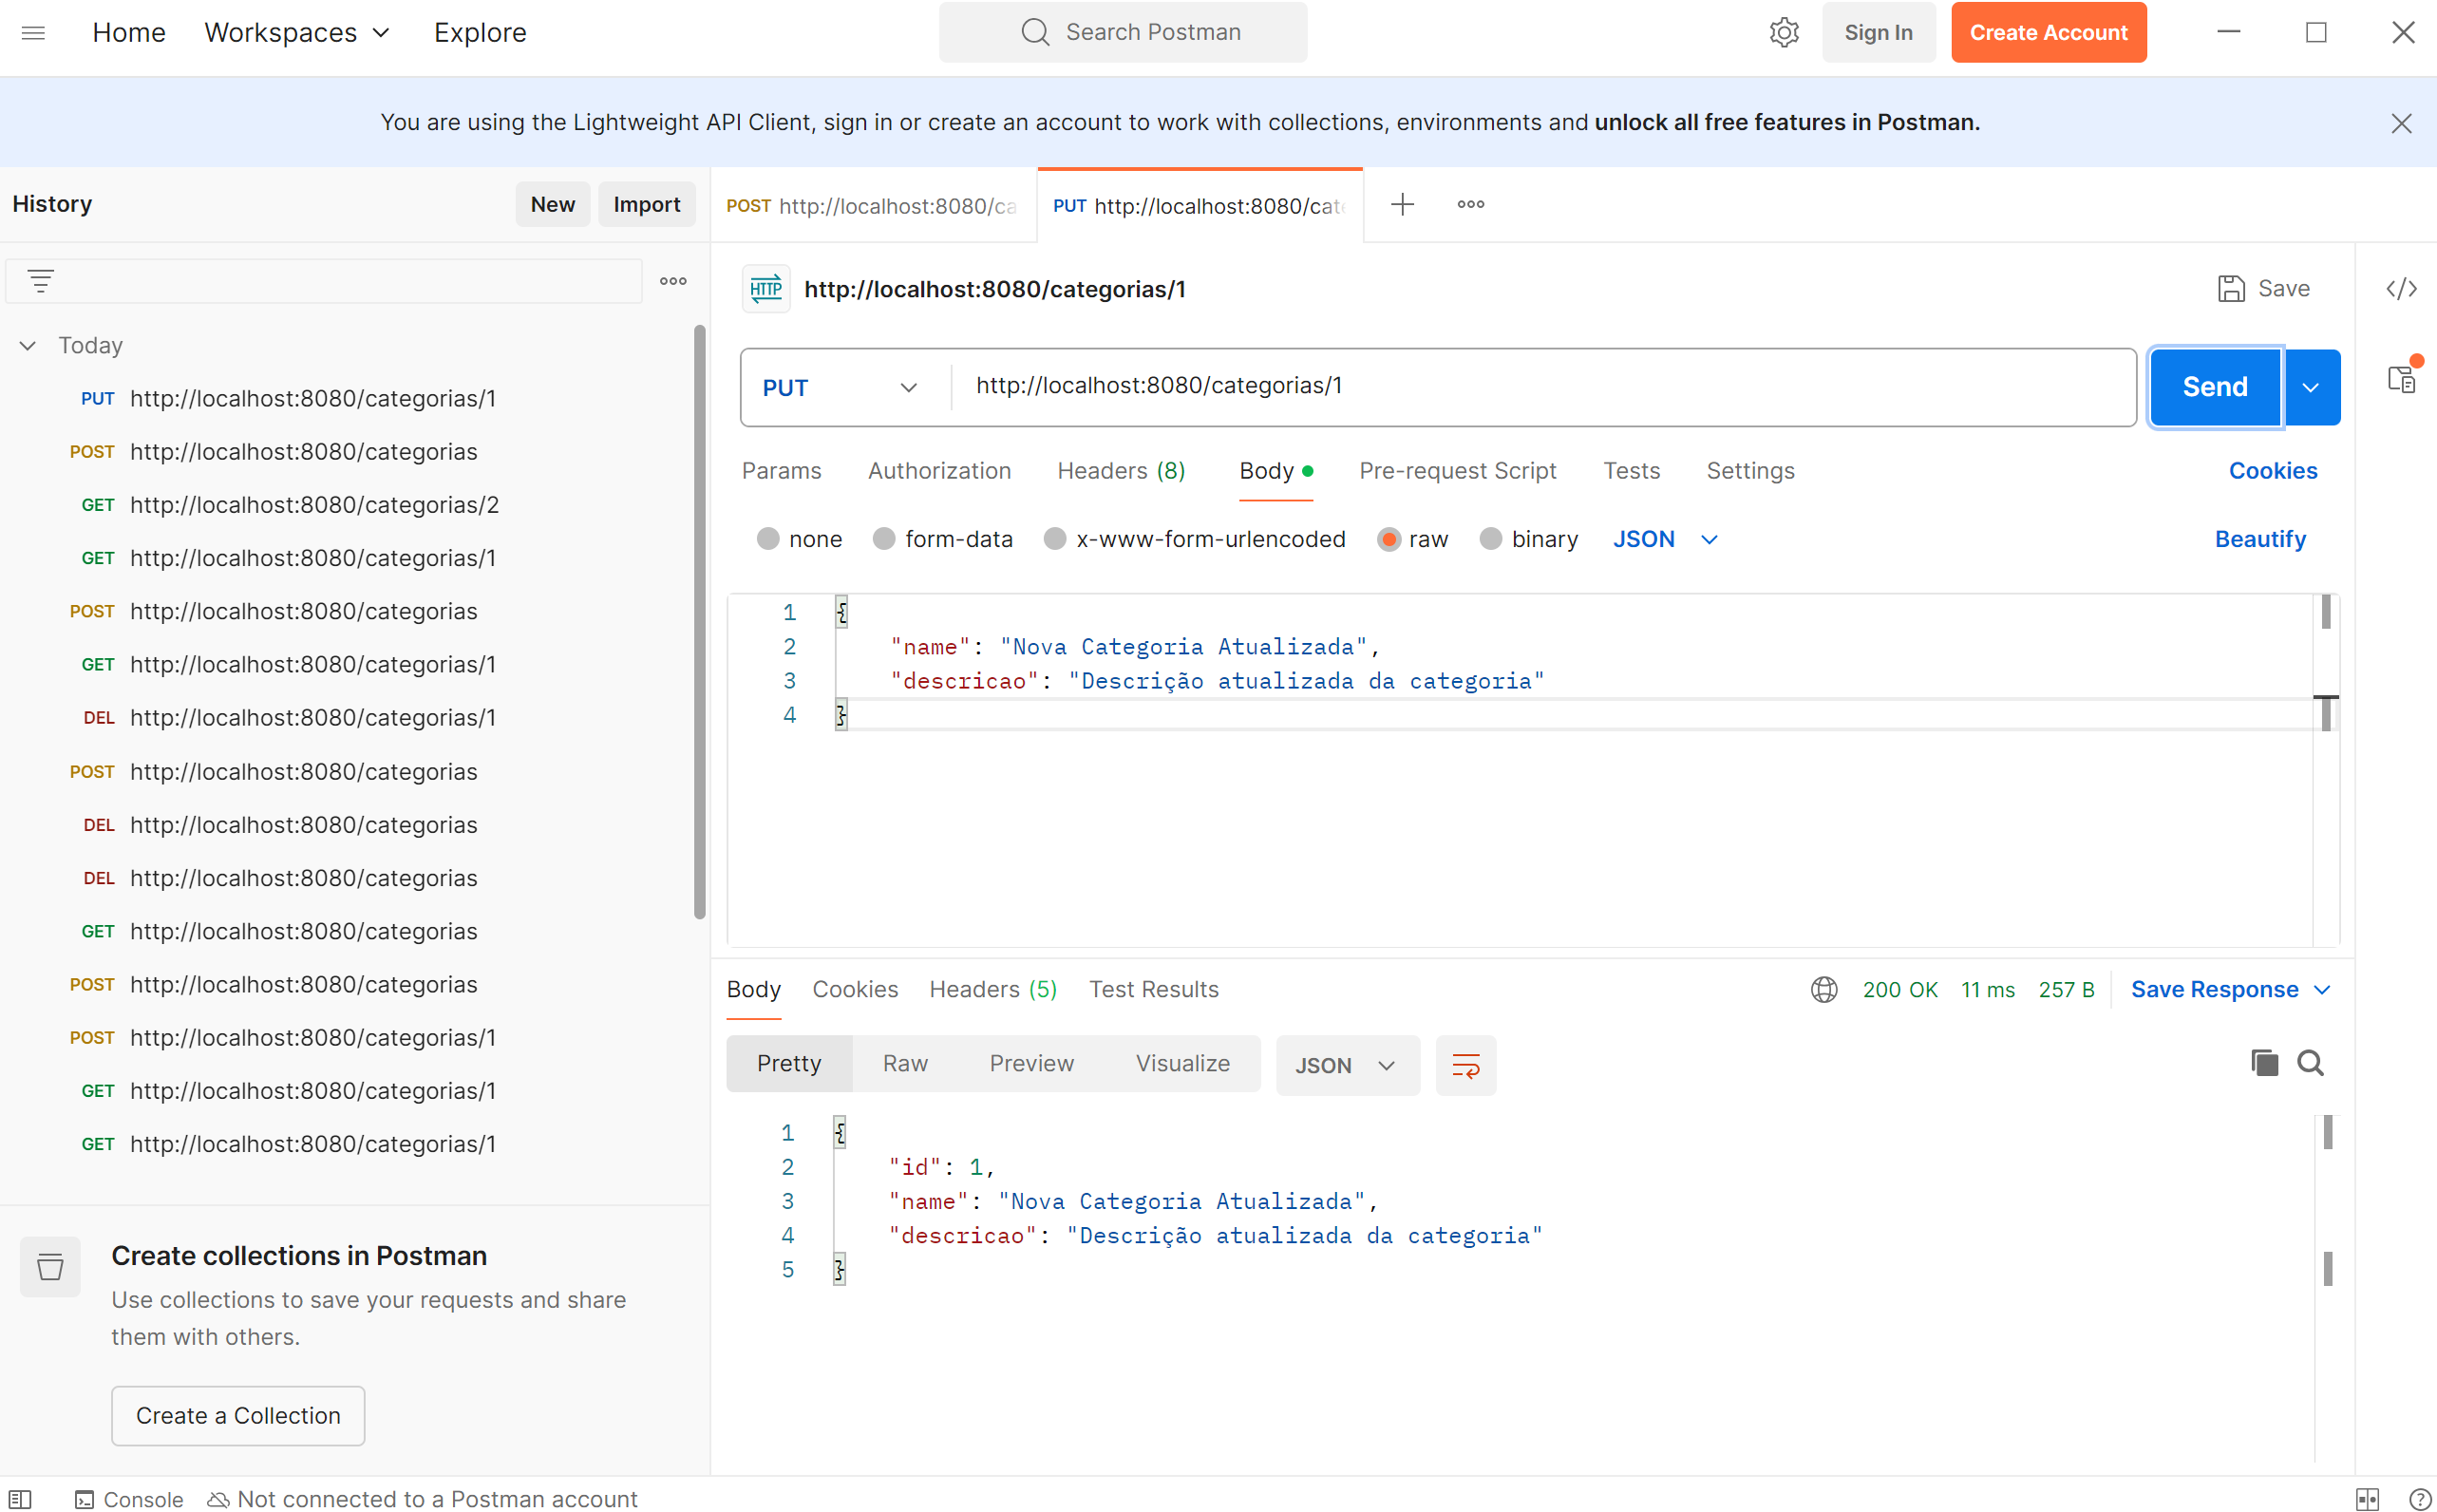 Home Workspaces Explore Search Postman Sign In Create Account
You are using the Lightweight API Client, sign in or create an account to work with collections, environments and unlock all free features in Postman.
History New Import
Today
PUT http://localhost:8080/categorias/1
POST http://localhost:8080/categorias
GET http://localhost:8080/categorias/2
GET http://localhost:8080/categorias/1
POST http://localhost:8080/categorias
GET http://localhost:8080/categorias/1
DEL http://localhost:8080/categorias/1
POST http://localhost:8080/categorias
DEL http://localhost:8080/categorias
DEL http://localhost:8080/categorias
GET http://localhost:8080/categorias
POST http://localhost:8080/categorias
POST http://localhost:8080/categorias/1
GET http://localhost:8080/categorias/1
GET http://localhost:8080/categorias/1
Create collections in Postman
Use collections to save your requests and share
them with others.
Create a Collection
POST http://localhost:8080/ca PUT http://localhost:8080/cat
HTTP http://localhost:8080/categorias/1 Save
PUT http://localhost:8080/categorias/1 Send
Params Authorization Headers (8) Body Pre-request Script Tests Settings Cookies
none form-data x-www-form-urlencoded raw binary JSON Beautify
1 {
2 "name": "Nova Categoria Atualizada",
3 "descricao": "Descrição atualizada da categoria"
4 }
Body Cookies Headers (5) Test Results 200 OK 11 ms 257 B Save Response
Pretty Raw Preview Visualize JSON
1 {
2 "id": 1,
3 "name": "Nova Categoria Atualizada",
4 "descricao": "Descrição atualizada da categoria"
5 }
Console Not connected to a Postman account